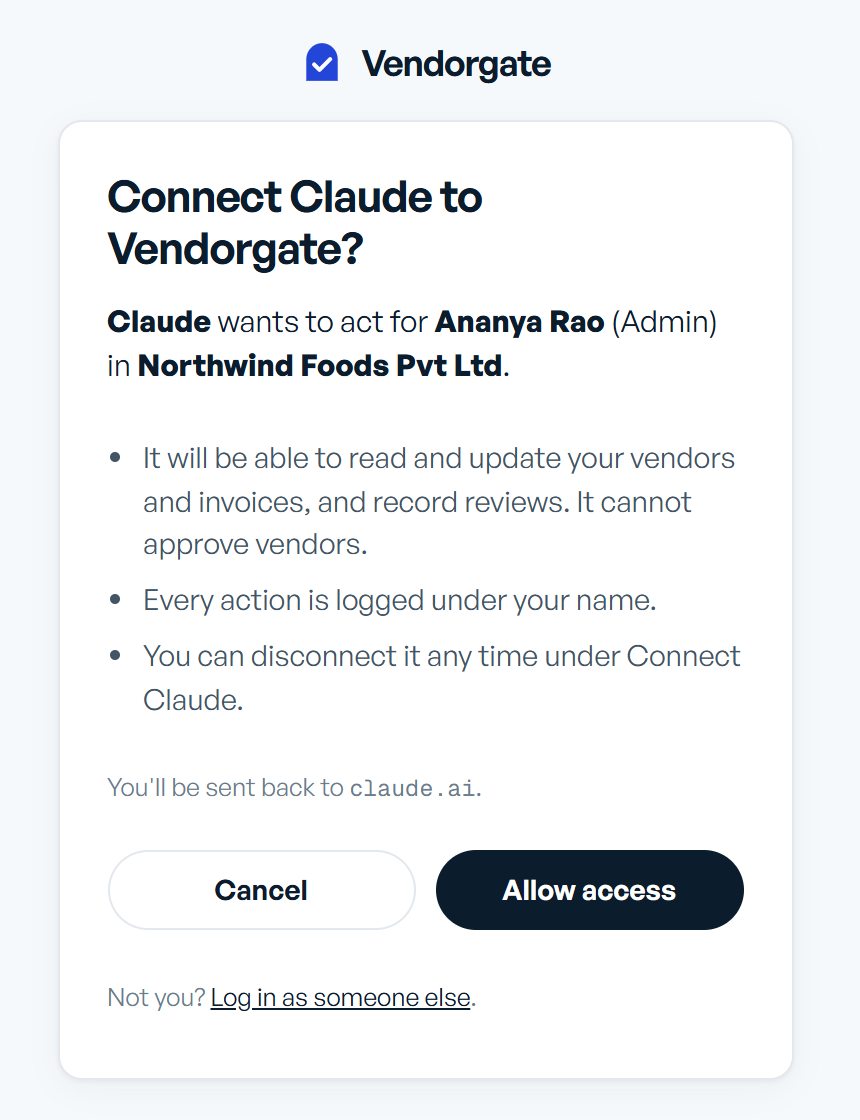 Vendorgate
Connect Claude to
Vendorgate?
Claude wants to act for Ananya Rao (Admin)
in Northwind Foods Pvt Ltd.
It will be able to read and update your vendors
and invoices, and record reviews. It cannot
approve vendors.
Every action is logged under your name.
You can disconnect it any time under Connect
Claude.
You'll be sent back to claude.ai.
Cancel
Allow access
Not you? Log in as someone else.